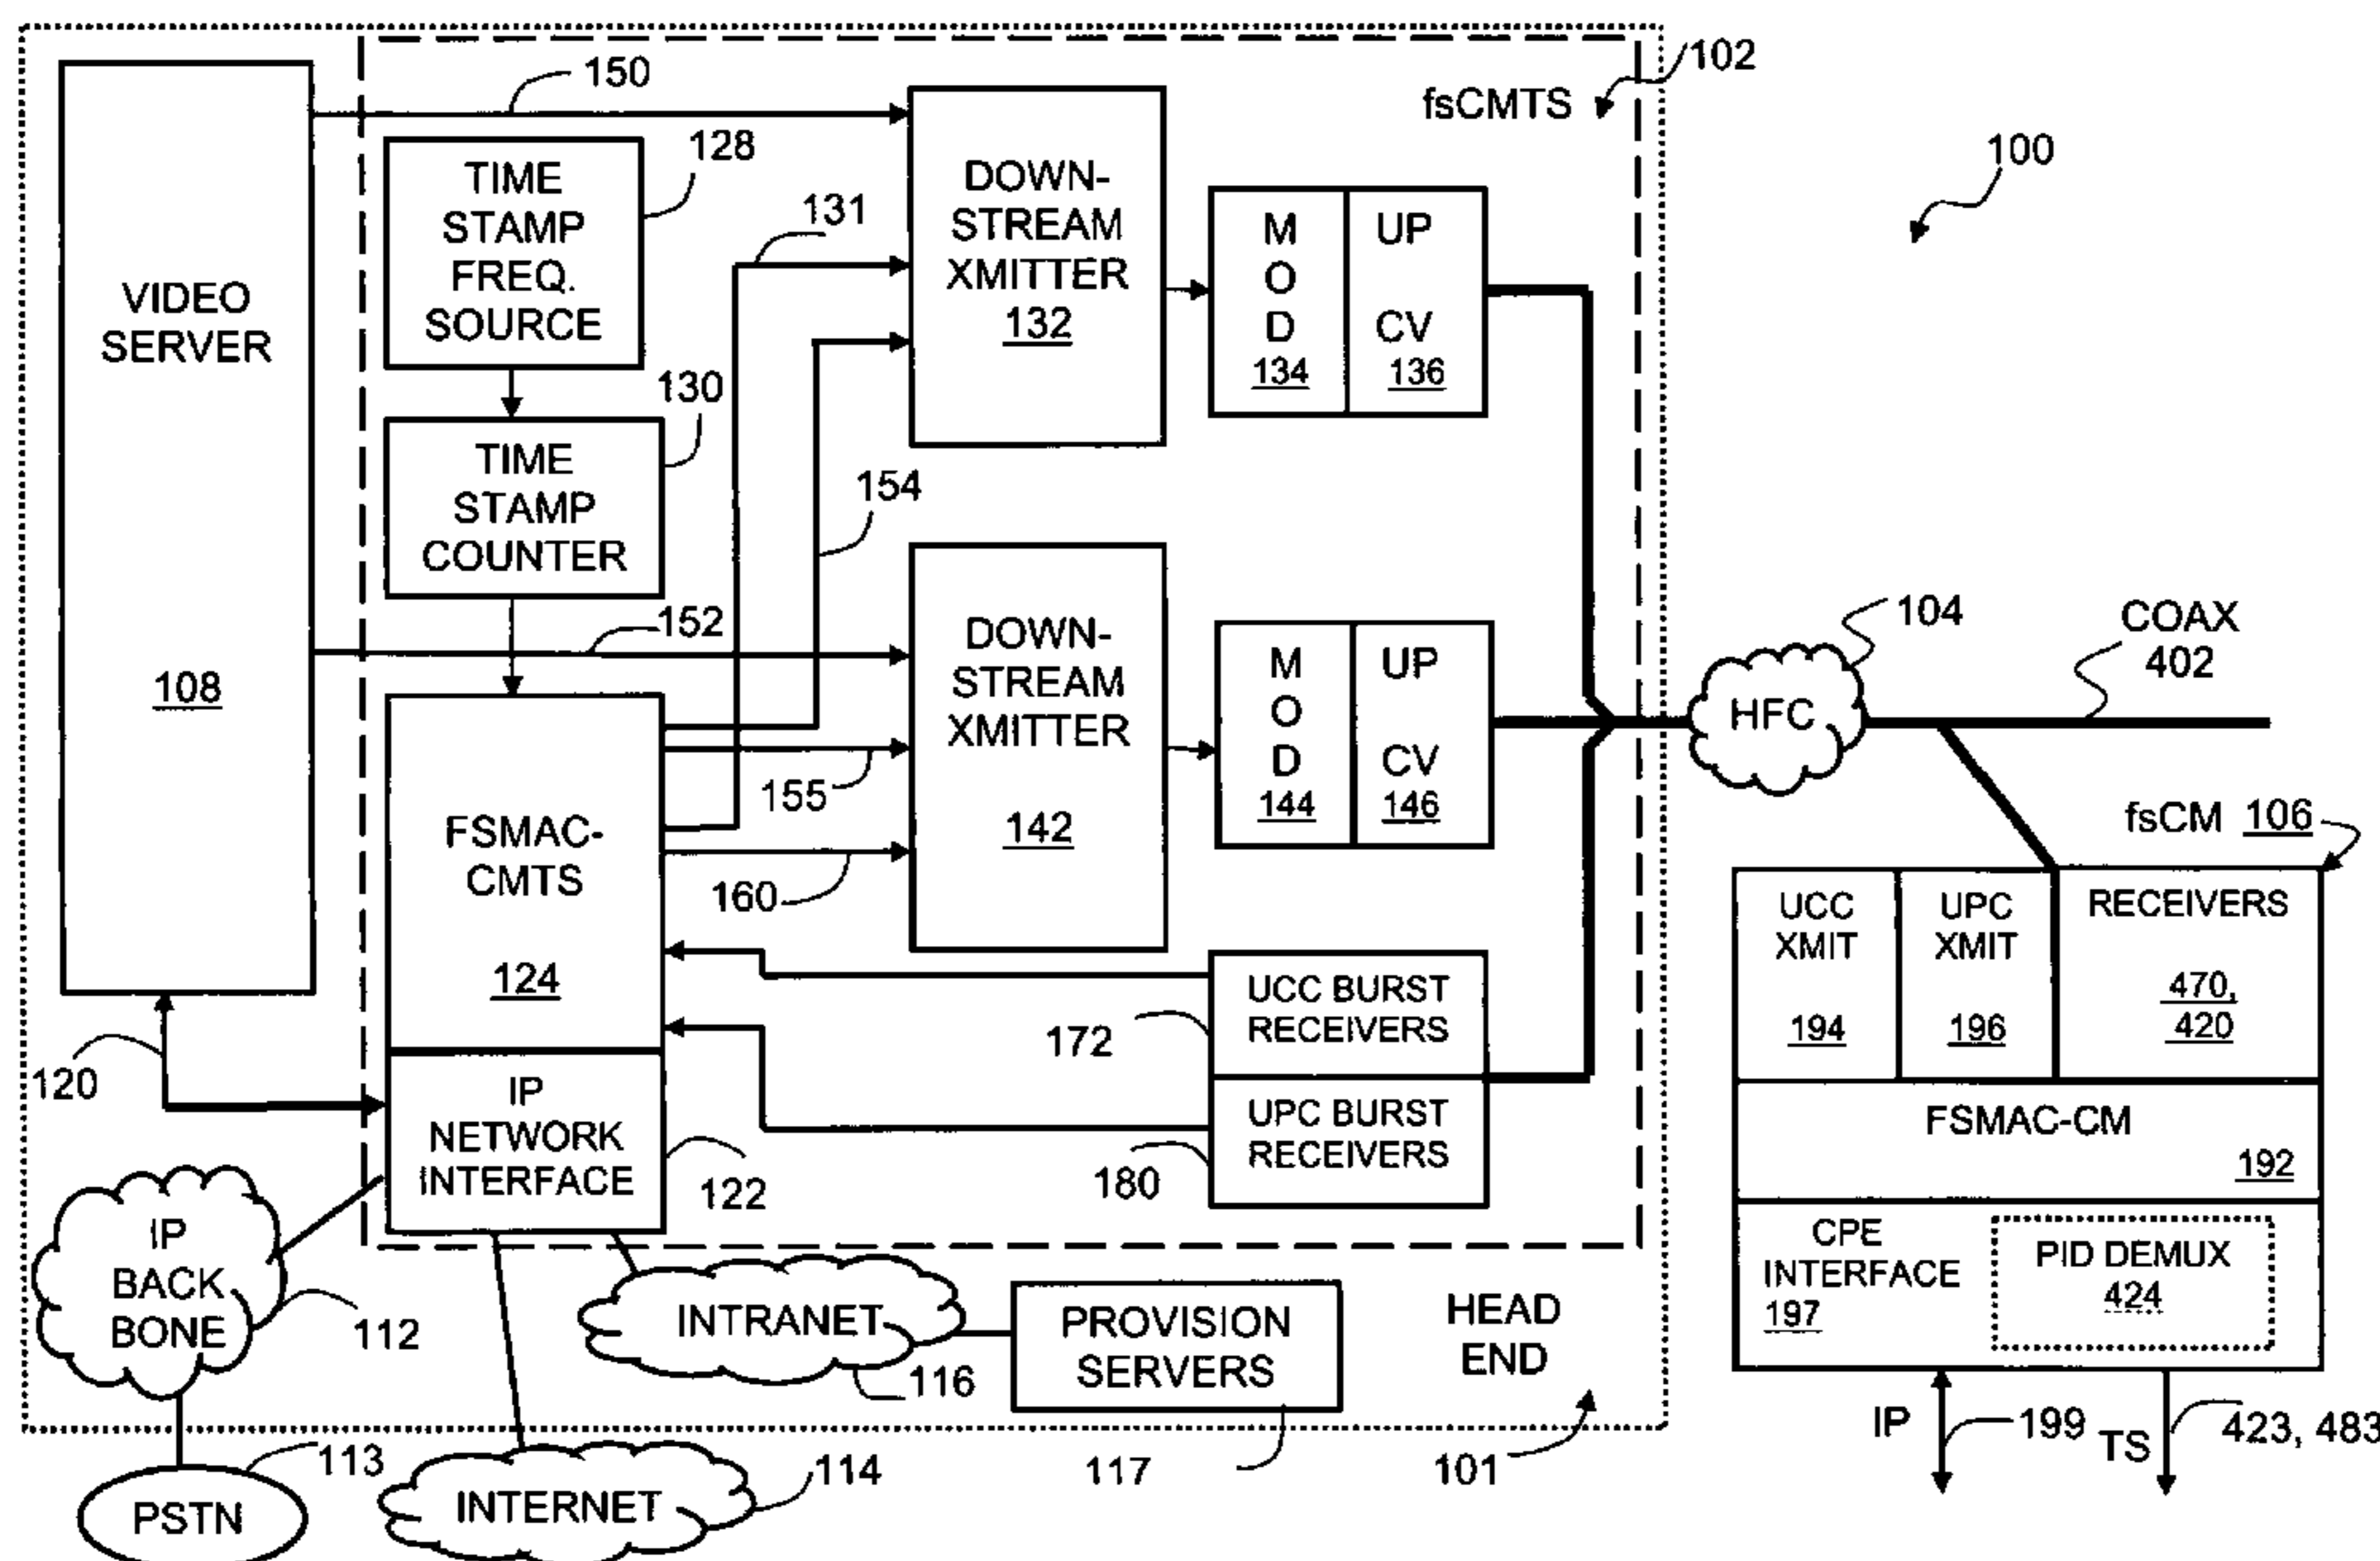 150
102
fsCMTS
100
128
TIME
STAMP
FREQ.
SOURCE
131
DOWN-
STREAM
XMITTER
132
M
O
D
134
UP
CV
136
VIDEO
SERVER
108
130
TIME
STAMP
COUNTER
154
152
DOWN-
STREAM
XMITTER
142
M
O
D
144
UP
CV
146
104
HFC
COAX
402
155
160
FSMAC-
CMTS
124
fsCM 106
UCC
XMIT
194
UPC
XMIT
196
RECEIVERS
470,
420
UCC BURST
RECEIVERS
172
120
IP
NETWORK
INTERFACE
122
UPC BURST
RECEIVERS
180
FSMAC-CM
192
CPE
INTERFACE
197
PID DEMUX
424
IP
BACK
BONE
112
INTRANET
116
PROVISION
SERVERS
117
HEAD
END
101
IP
199
TS
423, 483
113
PSTN
INTERNET
114